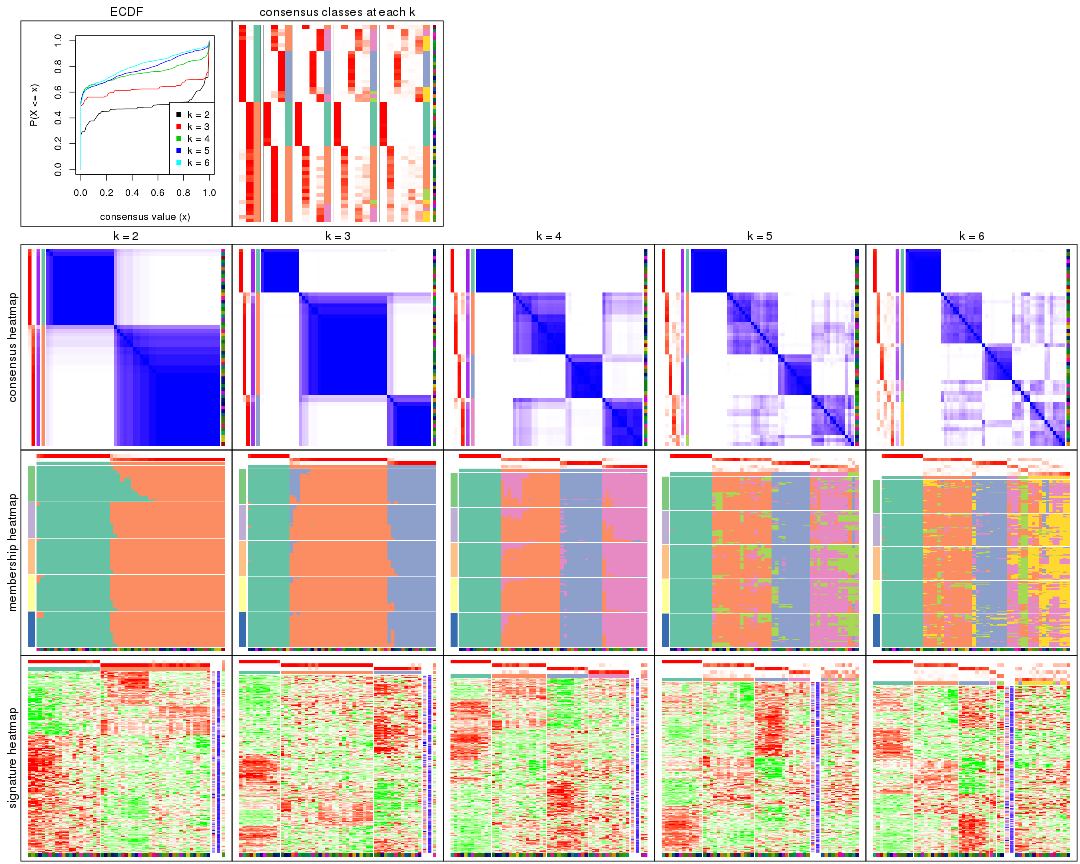 ECDF
consensus classes at each k
P(X <= x)
1.0
0.8
0.6
0.4
0.2
0.0
k = 2
k = 3
k = 4
k = 5
k = 6
0.0 0.2 0.4 0.6 0.8 1.0
consensus value (x)
k = 2
k = 3
k = 4
k = 5
k = 6
consensus heatmap
membership heatmap
signature heatmap